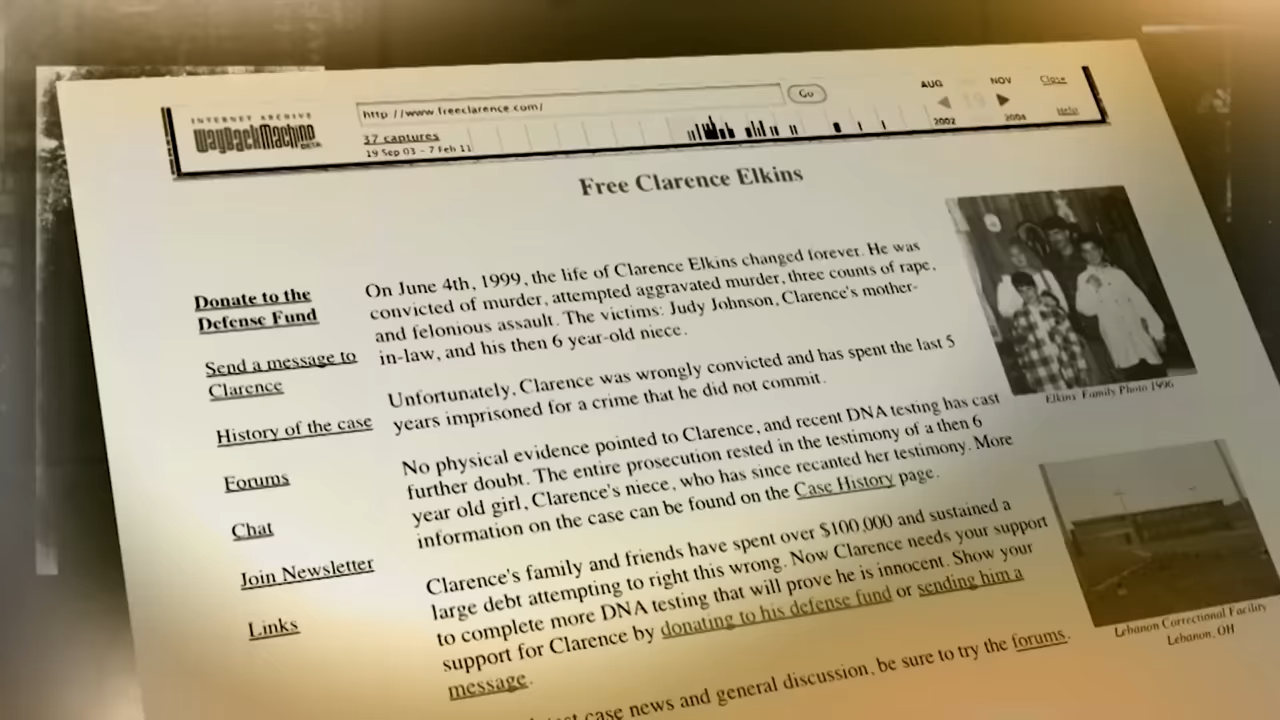 INTERNET ARCHIVE
WayBackMachine
BETA
http://www.freeclarence.com/
Go
37 captures
19 Sep 03 - 7 Feb 11
AUG
NOV
Close
19
2002
2004
Help
Free Clarence Elkins
Donate to the
Defense Fund
Send a message to
Clarence
History of the case
Forums
Chat
Join Newsletter
Links
On June 4th, 1999, the life of Clarence Elkins changed forever. He was
convicted of murder, attempted aggravated murder, three counts of rape,
and felonious assault. The victims: Judy Johnson, Clarence's mother-
in-law, and his then 6 year-old niece.
Unfortunately, Clarence was wrongly convicted and has spent the last 5
years imprisoned for a crime that he did not commit.
No physical evidence pointed to Clarence, and recent DNA testing has cast
further doubt. The entire prosecution rested in the testimony of a then 6
year old girl, Clarence's niece, who has since recanted her testimony. More
information on the case can be found on the Case History page.
Clarence's family and friends have spent over $100,000 and sustained a
large debt attempting to right this wrong. Now Clarence needs your support
to complete more DNA testing that will prove he is innocent. Show your
support for Clarence by donating to his defense fund or sending him a
message.
case news and general discussion, be sure to try the forums.
Elkins' Family Photo 1996
Lebanon Correctional Facility
Lebanon, OH